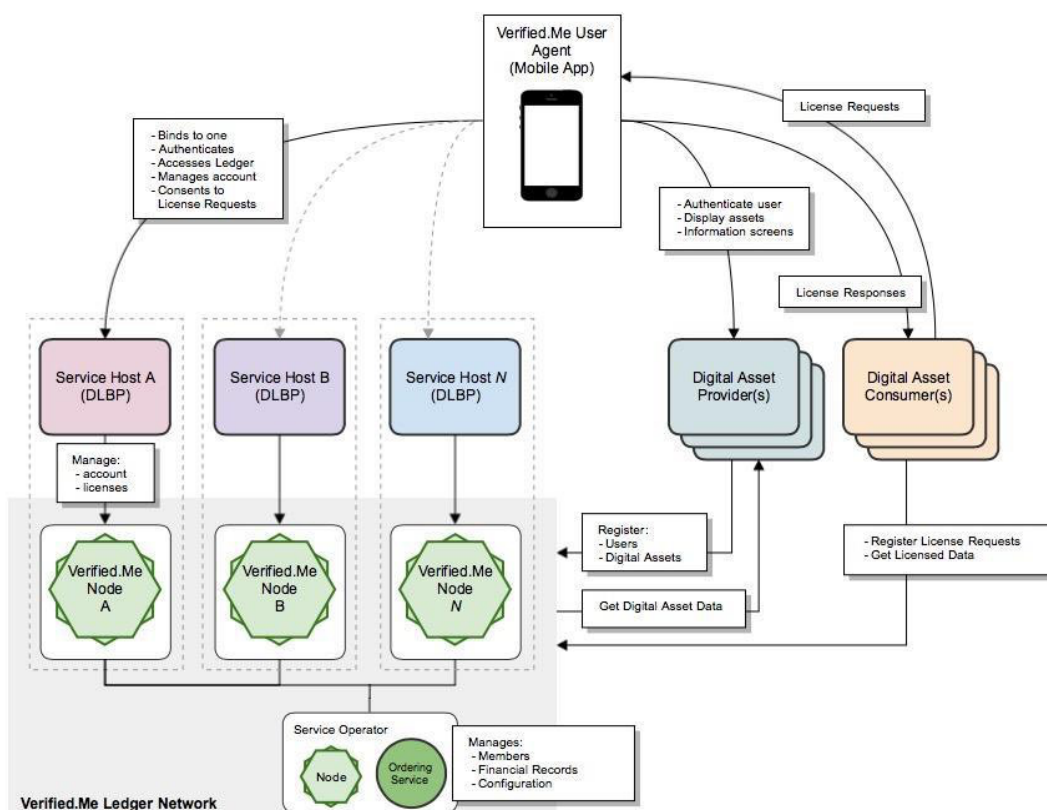 Verified.Me User
Agent
(Mobile App)
License Requests
- Binds to one
- Authenticates
- Accesses Ledger
- Manages account
- Consents to
License Requests
- Authenticate user
- Display assets
- Information screens
License Responses
Service Host A
(DLBP)
Service Host B
(DLBP)
Service Host N
(DLBP)
Digital Asset
Provider(s)
Digital Asset
Consumer(s)
Manage:
- account
- licenses
Verified.Me
Node
A
Verified.Me
Node
B
Verified.Me
Node
N
Register:
- Users
- Digital Assets
- Register License Requests
- Get Licensed Data
Get Digital Asset Data
Service Operator
Node
Ordering
Service
Manages:
- Members
- Financial Records
- Configuration
Verified.Me Ledger Network